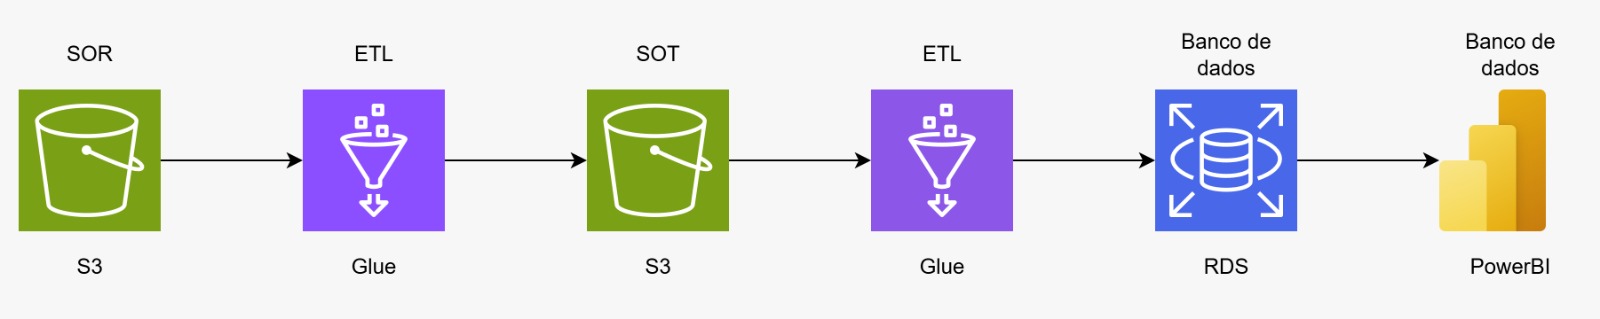 SOR
ETL
SOT
ETL
Banco de
dados
Banco de
dados
S3
Glue
S3
Glue
RDS
PowerBI